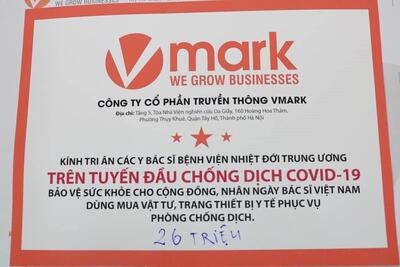 WE GROW BUSINESSES
Vmark
WE GROW BUSINESSES
CÔNG TY CỔ PHẦN TRUYỀN THÔNG VMARK
Địa chỉ: Tầng 5, Tòa Nhà Viện nghiên cứu Da Giầy, 160 Hoàng Hoa Thám,
Phường Thụy Khuê, Quận Tây Hồ, Thành phố Hà Nội
KÍNH TRI ÂN CÁC Y BÁC SĨ BỆNH VIỆN NHIỆT ĐỚI TRUNG ƯƠNG
TRÊN TUYẾN ĐẦU CHỐNG DỊCH COVID-19
BẢO VỆ SỨC KHỎE CHO CỘNG ĐỒNG, NHÂN NGÀY BÁC SĨ VIỆT NAM
DÙNG MUA VẬT TƯ, TRANG THIẾT BỊ Y TẾ PHỤC VỤ
PHÒNG CHỐNG DỊCH.
26 TRIỆU